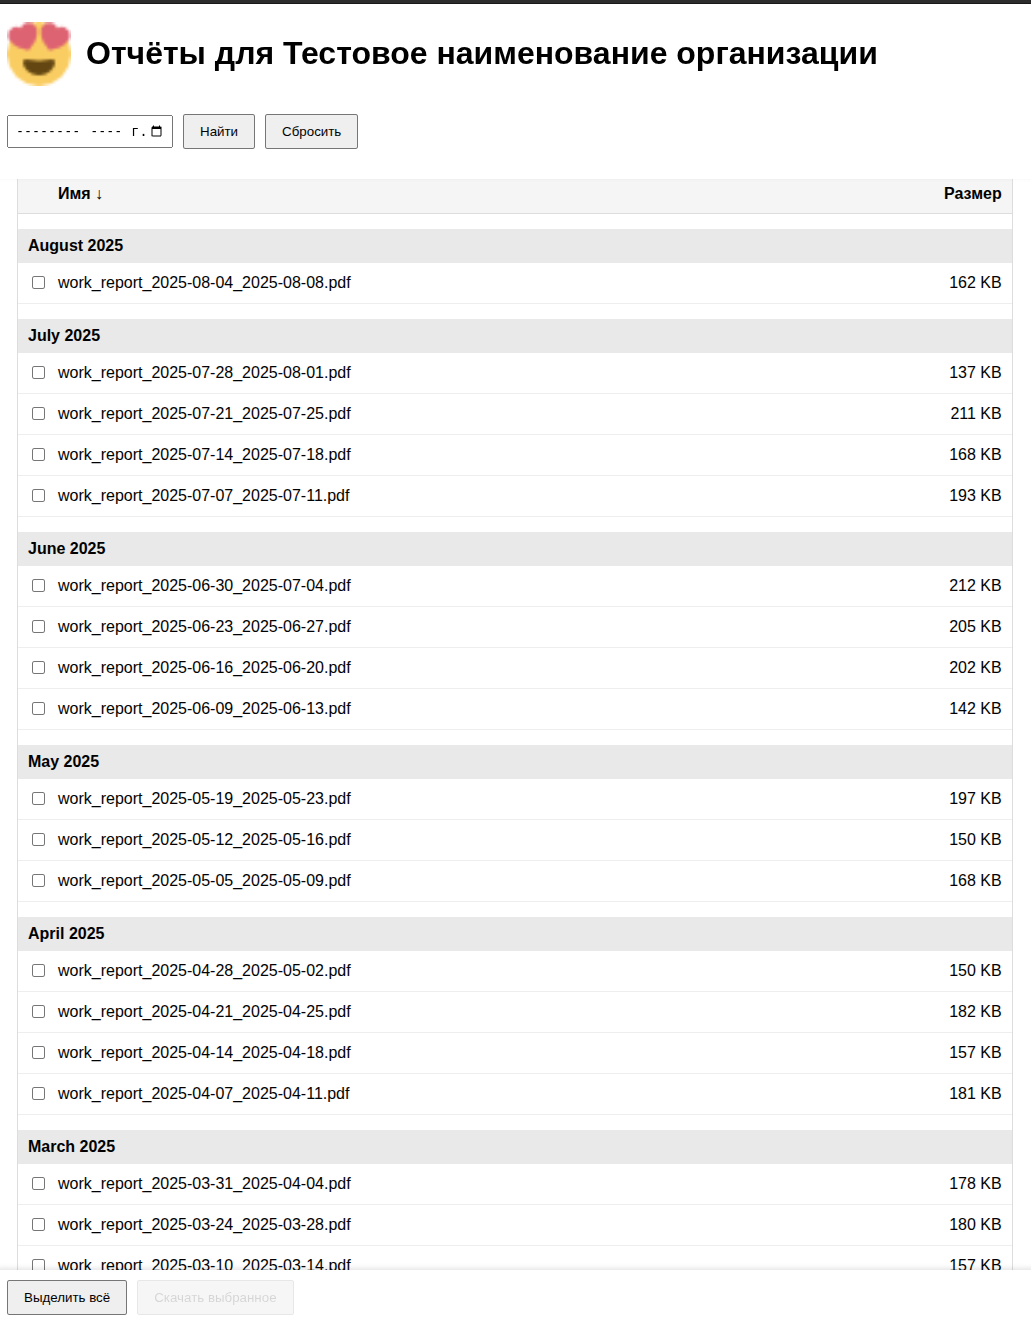 Отчёты для Тестовое наименование организации
-------- ---- г.
Найти
Сбросить
Имя ↓ Размер
August 2025
work_report_2025-08-04_2025-08-08.pdf 162 KB
July 2025
work_report_2025-07-28_2025-08-01.pdf 137 KB
work_report_2025-07-21_2025-07-25.pdf 211 KB
work_report_2025-07-14_2025-07-18.pdf 168 KB
work_report_2025-07-07_2025-07-11.pdf 193 KB
June 2025
work_report_2025-06-30_2025-07-04.pdf 212 KB
work_report_2025-06-23_2025-06-27.pdf 205 KB
work_report_2025-06-16_2025-06-20.pdf 202 KB
work_report_2025-06-09_2025-06-13.pdf 142 KB
May 2025
work_report_2025-05-19_2025-05-23.pdf 197 KB
work_report_2025-05-12_2025-05-16.pdf 150 KB
work_report_2025-05-05_2025-05-09.pdf 168 KB
April 2025
work_report_2025-04-28_2025-05-02.pdf 150 KB
work_report_2025-04-21_2025-04-25.pdf 182 KB
work_report_2025-04-14_2025-04-18.pdf 157 KB
work_report_2025-04-07_2025-04-11.pdf 181 KB
March 2025
work_report_2025-03-31_2025-04-04.pdf 178 KB
work_report_2025-03-24_2025-03-28.pdf 180 KB
work_report_2025-03-10_2025-03-14.pdf 157 KB
Выделить всё
Скачать выбранное